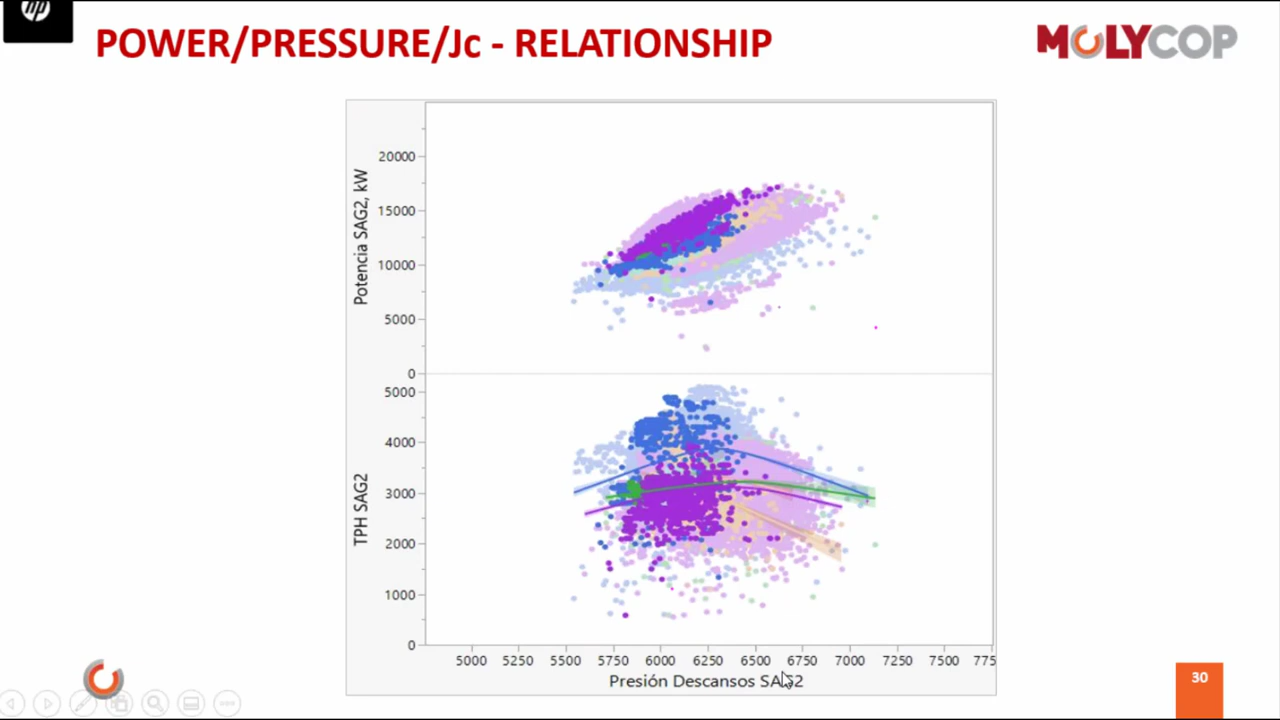 hp
POWER/PRESSURE/Jc - RELATIONSHIP
MOLYCOP
Potencia SAG2, kW
20000
15000
10000
5000
0
TPH SAG2
5000
4000
3000
2000
1000
0
5000 5250 5500 5750 6000 6250 6500 6750 7000 7250 7500 775
Presión Descansos SAG2
30